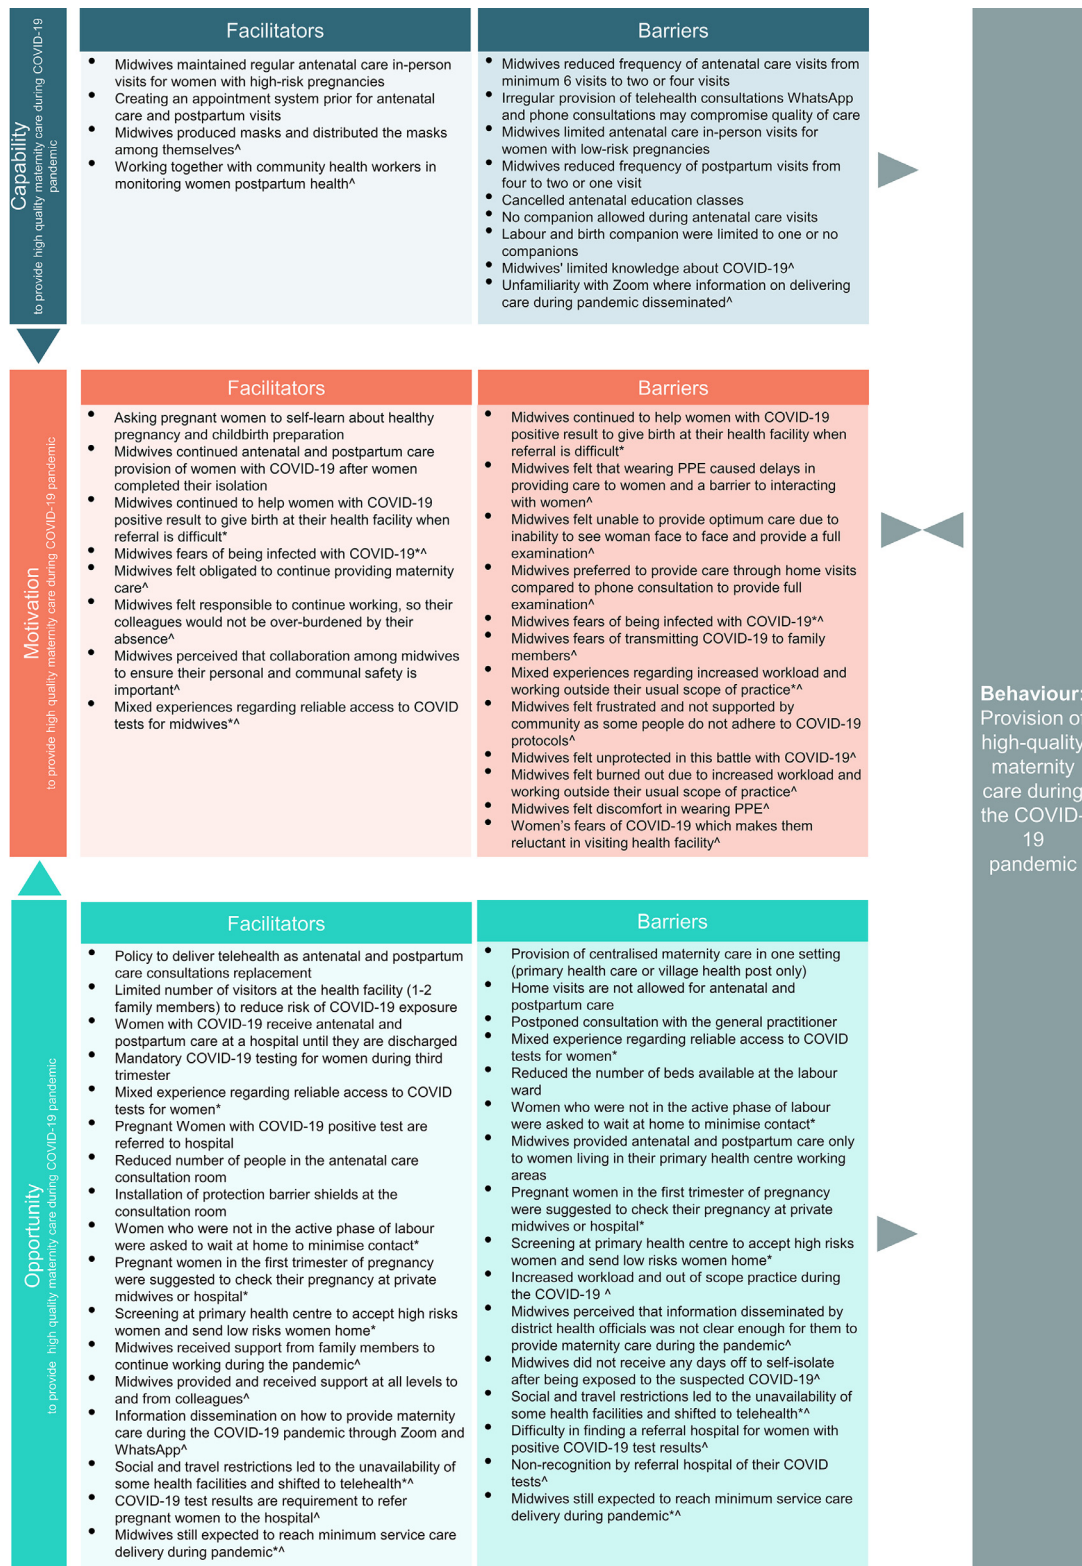 Capability
to provide high quality maternity care during COVID-19
pandemic
Facilitators
• Midwives maintained regular antenatal care in-person
visits for women with high-risk pregnancies
• Creating an appointment system prior for antenatal
care and postpartum visits
• Midwives produced masks and distributed the masks
among themselves^
• Working together with community health workers in
monitoring women postpartum health^
Barriers
• Midwives reduced frequency of antenatal care visits from
minimum 6 visits to two or four visits
• Irregular provision of telehealth consultations WhatsApp
and phone consultations may compromise quality of care
• Midwives limited antenatal care in-person visits for
women with low-risk pregnancies
• Midwives reduced frequency of postpartum visits from
four to two or one visit
• Cancelled antenatal education classes
• No companion allowed during antenatal care visits
• Labour and birth companion were limited to one or no
companions
• Midwives' limited knowledge about COVID-19^
• Unfamiliarity with Zoom where information on delivering
care during pandemic disseminated^
Motivation
to provide high quality maternity care during COVID-19 pandemic
Facilitators
• Asking pregnant women to self-learn about healthy
pregnancy and childbirth preparation
• Midwives continued antenatal and postpartum care
provision of women with COVID-19 after women
completed their isolation
• Midwives continued to help women with COVID-19
positive result to give birth at their health facility when
referral is difficult*
• Midwives fears of being infected with COVID-19*^
• Midwives felt obligated to continue providing maternity
care^
• Midwives felt responsible to continue working, so their
colleagues would not be over-burdened by their
absence^
• Midwives perceived that collaboration among midwives
to ensure their personal and communal safety is
important^
• Mixed experiences regarding reliable access to COVID
tests for midwives*^
Barriers
• Midwives continued to help women with COVID-19
positive result to give birth at their health facility when
referral is difficult*
• Midwives felt that wearing PPE caused delays in
providing care to women and a barrier to interacting
with women^
• Midwives felt unable to provide optimum care due to
inability to see woman face to face and provide a full
examination^
• Midwives preferred to provide care through home visits
compared to phone consultation to provide full
examination^
• Midwives fears of being infected with COVID-19*^
• Midwives fears of transmitting COVID-19 to family
members^
• Mixed experiences regarding increased workload and
working outside their usual scope of practice*^
• Midwives felt frustrated and not supported by
community as some people do not adhere to COVID-19
protocols^
• Midwives felt unprotected in this battle with COVID-19^
• Midwives felt burned out due to increased workload and
working outside their usual scope of practice^
• Midwives felt discomfort in wearing PPE^
• Women's fears of COVID-19 which makes them
reluctant in visiting health facility^
Opportunity
to provide high quality maternity care during COVID-19 pandemic
Facilitators
• Policy to deliver telehealth as antenatal and postpartum
care consultations replacement
• Limited number of visitors at the health facility (1-2
family members) to reduce risk of COVID-19 exposure
• Women with COVID-19 receive antenatal and
postpartum care at a hospital until they are discharged
• Mandatory COVID-19 testing for women during third
trimester
• Mixed experience regarding reliable access to COVID
tests for women*
• Pregnant Women with COVID-19 positive test are
referred to hospital
• Reduced number of people in the antenatal care
consultation room
• Installation of protection barrier shields at the
consultation room
• Women who were not in the active phase of labour
were asked to wait at home to minimise contact*
• Pregnant women in the first trimester of pregnancy
were suggested to check their pregnancy at private
midwives or hospital*
• Screening at primary health centre to accept high risks
women and send low risks women home*
• Midwives received support from family members to
continue working during the pandemic^
• Midwives provided and received support at all levels to
and from colleagues^
• Information dissemination on how to provide maternity
care during the COVID-19 pandemic through Zoom and
WhatsApp^
• Social and travel restrictions led to the unavailability of
some health facilities and shifted to telehealth*^
• COVID-19 test results are requirement to refer
pregnant women to the hospital^
• Midwives still expected to reach minimum service care
delivery during pandemic*^
Barriers
• Provision of centralised maternity care in one setting
(primary health care or village health post only)
• Home visits are not allowed for antenatal and
postpartum care
• Postponed consultation with the general practitioner
• Mixed experience regarding reliable access to COVID
tests for women*
• Reduced the number of beds available at the labour
ward
• Women who were not in the active phase of labour
were asked to wait at home to minimise contact*
• Midwives provided antenatal and postpartum care only
to women living in their primary health centre working
areas
• Pregnant women in the first trimester of pregnancy
were suggested to check their pregnancy at private
midwives or hospital*
• Screening at primary health centre to accept high risks
women and send low risks women home*
• Increased workload and out of scope practice during
the COVID-19 ^
• Midwives perceived that information disseminated by
district health officials was not clear enough for them to
provide maternity care during the pandemic^
• Midwives did not receive any days off to self-isolate
after being exposed to the suspected COVID-19^
• Social and travel restrictions led to the unavailability of
some health facilities and shifted to telehealth*^
• Difficulty in finding a referral hospital for women with
positive COVID-19 test results^
• Non-recognition by referral hospital of their COVID
tests^
• Midwives still expected to reach minimum service care
delivery during pandemic*^
Behaviour:
Provision of
high-quality
maternity
care during
the COVID-
19
pandemic